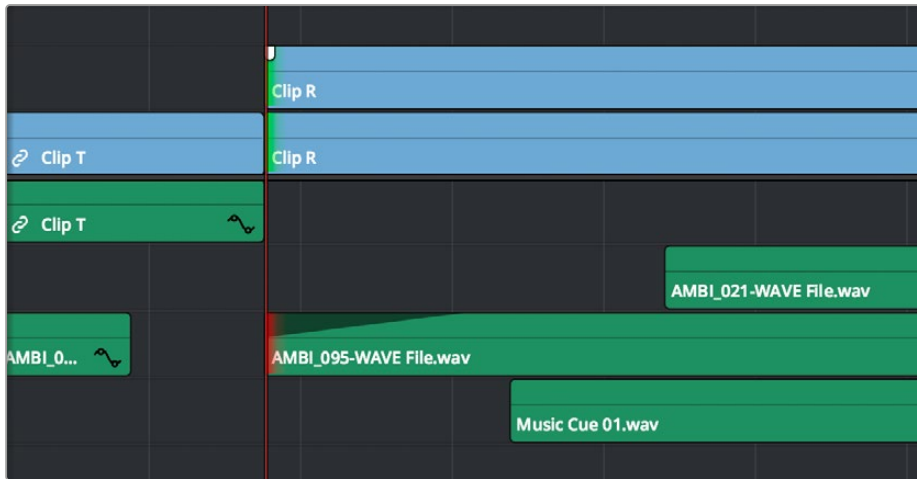 Clip R
Clip T
Clip R
Clip T
AMBI_021-WAVE File.wav
AMBI_0...
AMBI_095-WAVE File.wav
Music Cue 01.wav